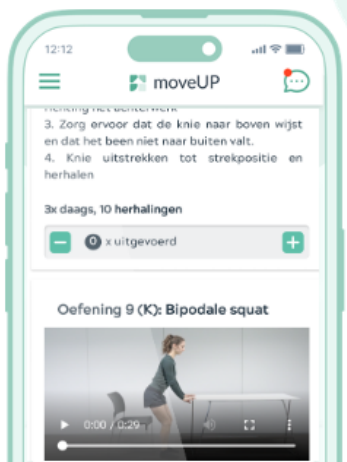 12:12
moveUP
3. Zorg ervoor dat de knie naar boven wijst
en dat het been niet naar buiten valt.
4. Knie uitstrekken tot strekpositie en
herhalen
3x daags, 10 herhalingen
0 x uitgevoerd
Oefening 9 (K): Bipodale squat
0:00 / 0:29